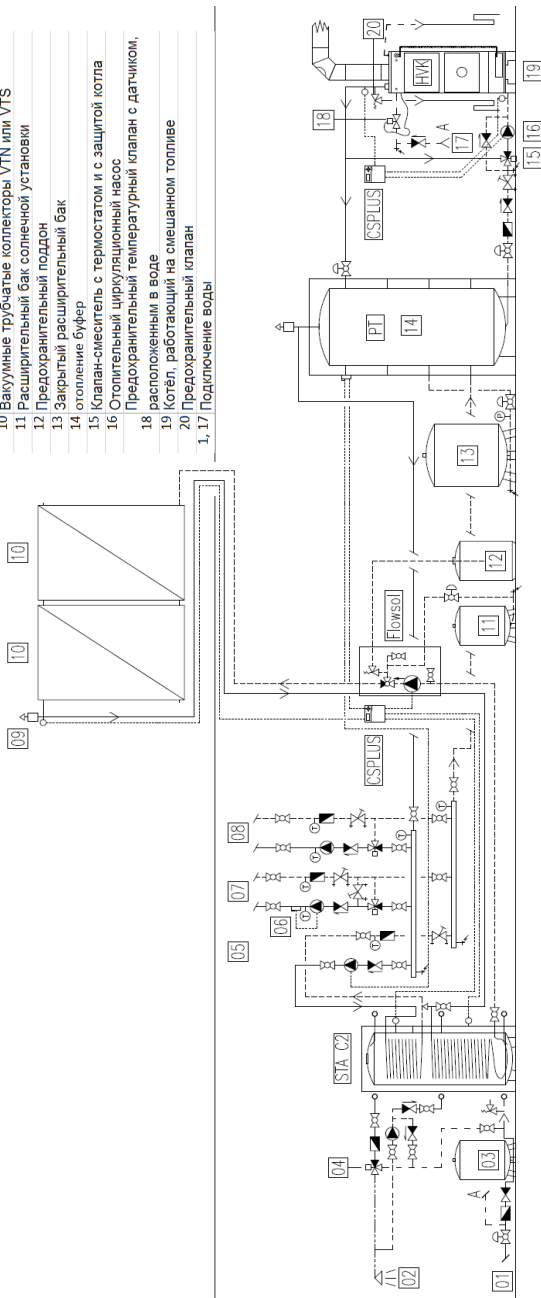 10 Вакуумные трубчатые коллекторы VTN или VTS
11 Расширительный бак солнечной установки
12 Предохранительный поддон
13 Закрытый расширительный бак
14 отопление буфер
15 Клапан-смеситель с термостатом и с защитой котла
16 Отопительный циркуляционный насос
Предохранительный температурный клапан с датчиком,
18 расположенным в воде
19 Котёл, работающий на смешанном топливе
20 Предохранительный клапан
1, 17 Подключение воды
09
10
10
01
02
03
04
A
STA C2
05
06
07
08
T
T
T
T
T
T
T
CSPLUS
Flowsol
11
12
13
P
PT
14
CSPLUS
18
20
17
A
HVK
15
16
19